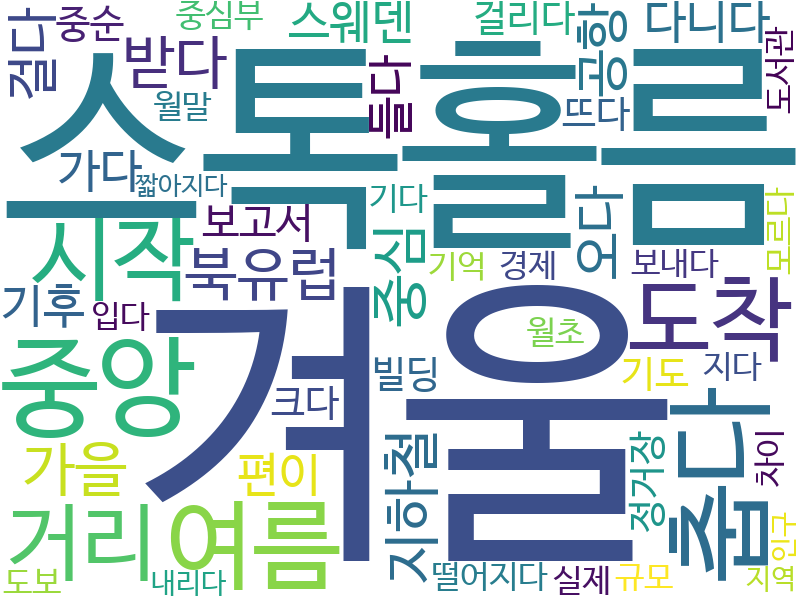 걷다
중순
중심부
스웨덴
걸리다
공항
다니다
도서관
받다
월말
들다
뜨다
스톡홀름
가다
짧아지다
기다
보고서
시작
북유럽
중심
기억
경제
오다
보내다
모르다
기후
입다
겨울
월초
도착
중앙
크다
빌딩
기도
지다
춥다
가을
편이
지하철
정거장
차이
거리
여름
도보
내리다
떨어지다
실제
규모
지역
인구